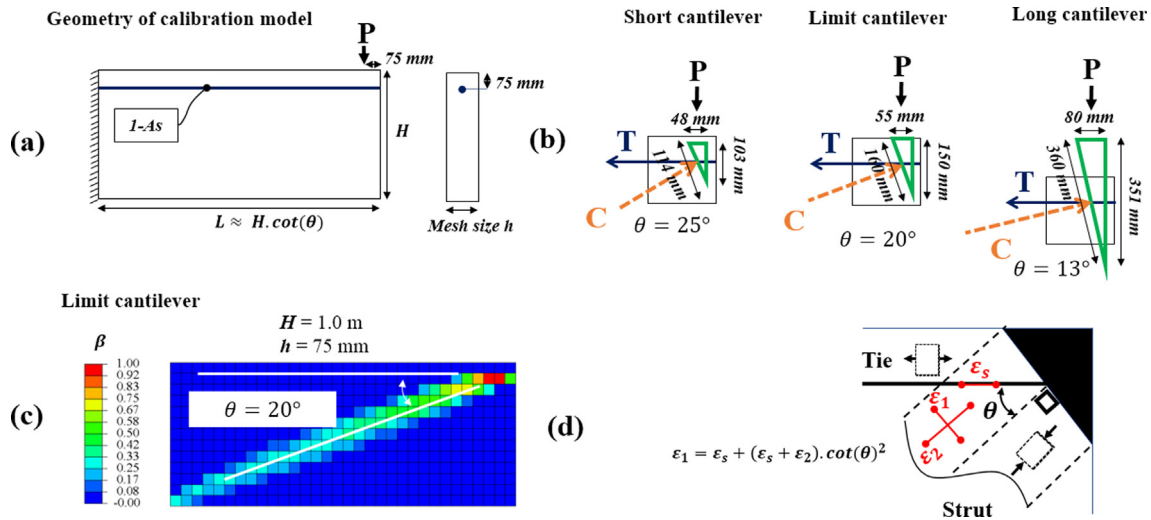 Geometry of calibration model
P
75 mm
75 mm
1-As
H
(a)
L ≈ H.cot(θ)
Mesh size h
Short cantilever
Limit cantilever
Long cantilever
(b)
P
48 mm
103 mm
114 mm
T
C
θ = 25°
P
55 mm
150 mm
160 mm
T
C
θ = 20°
P
80 mm
360 mm
351 mm
T
C
θ = 13°
Limit cantilever
H = 1.0 m
h = 75 mm
β
1.00
0.92
0.83
0.75
0.67
0.58
0.50
0.42
0.33
0.25
0.17
0.08
-0.00
(c)
θ = 20°
(d)
Tie
εs
ε1
θ
ε2
ε1 = εs + (εs + ε2).cot(θ)²
Strut